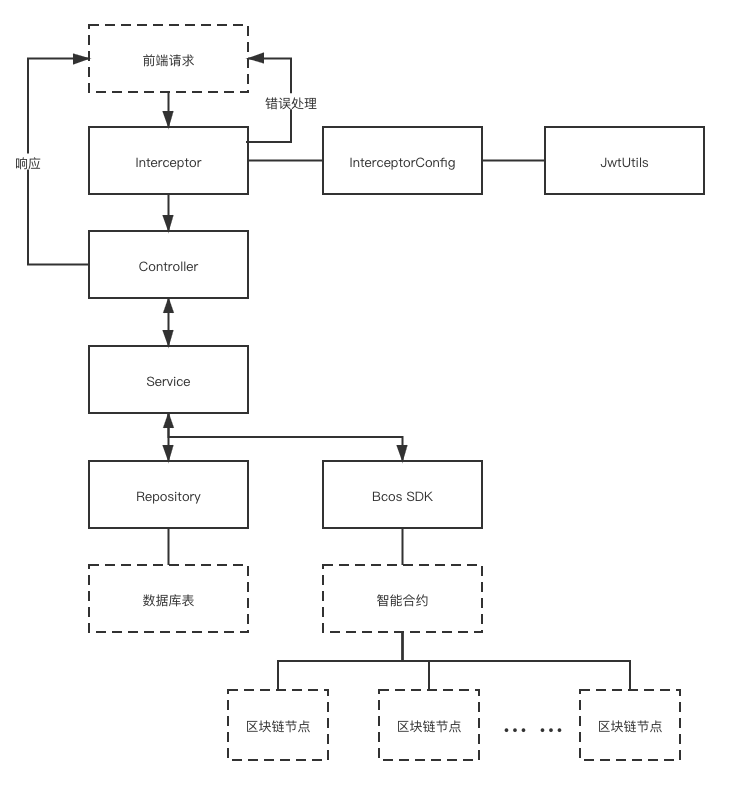 前端请求
错误处理
响应
Interceptor
InterceptorConfig
JwtUtils
Controller
Service
Repository
Bcos SDK
数据库表
智能合约
区块链节点
区块链节点
... ...
区块链节点